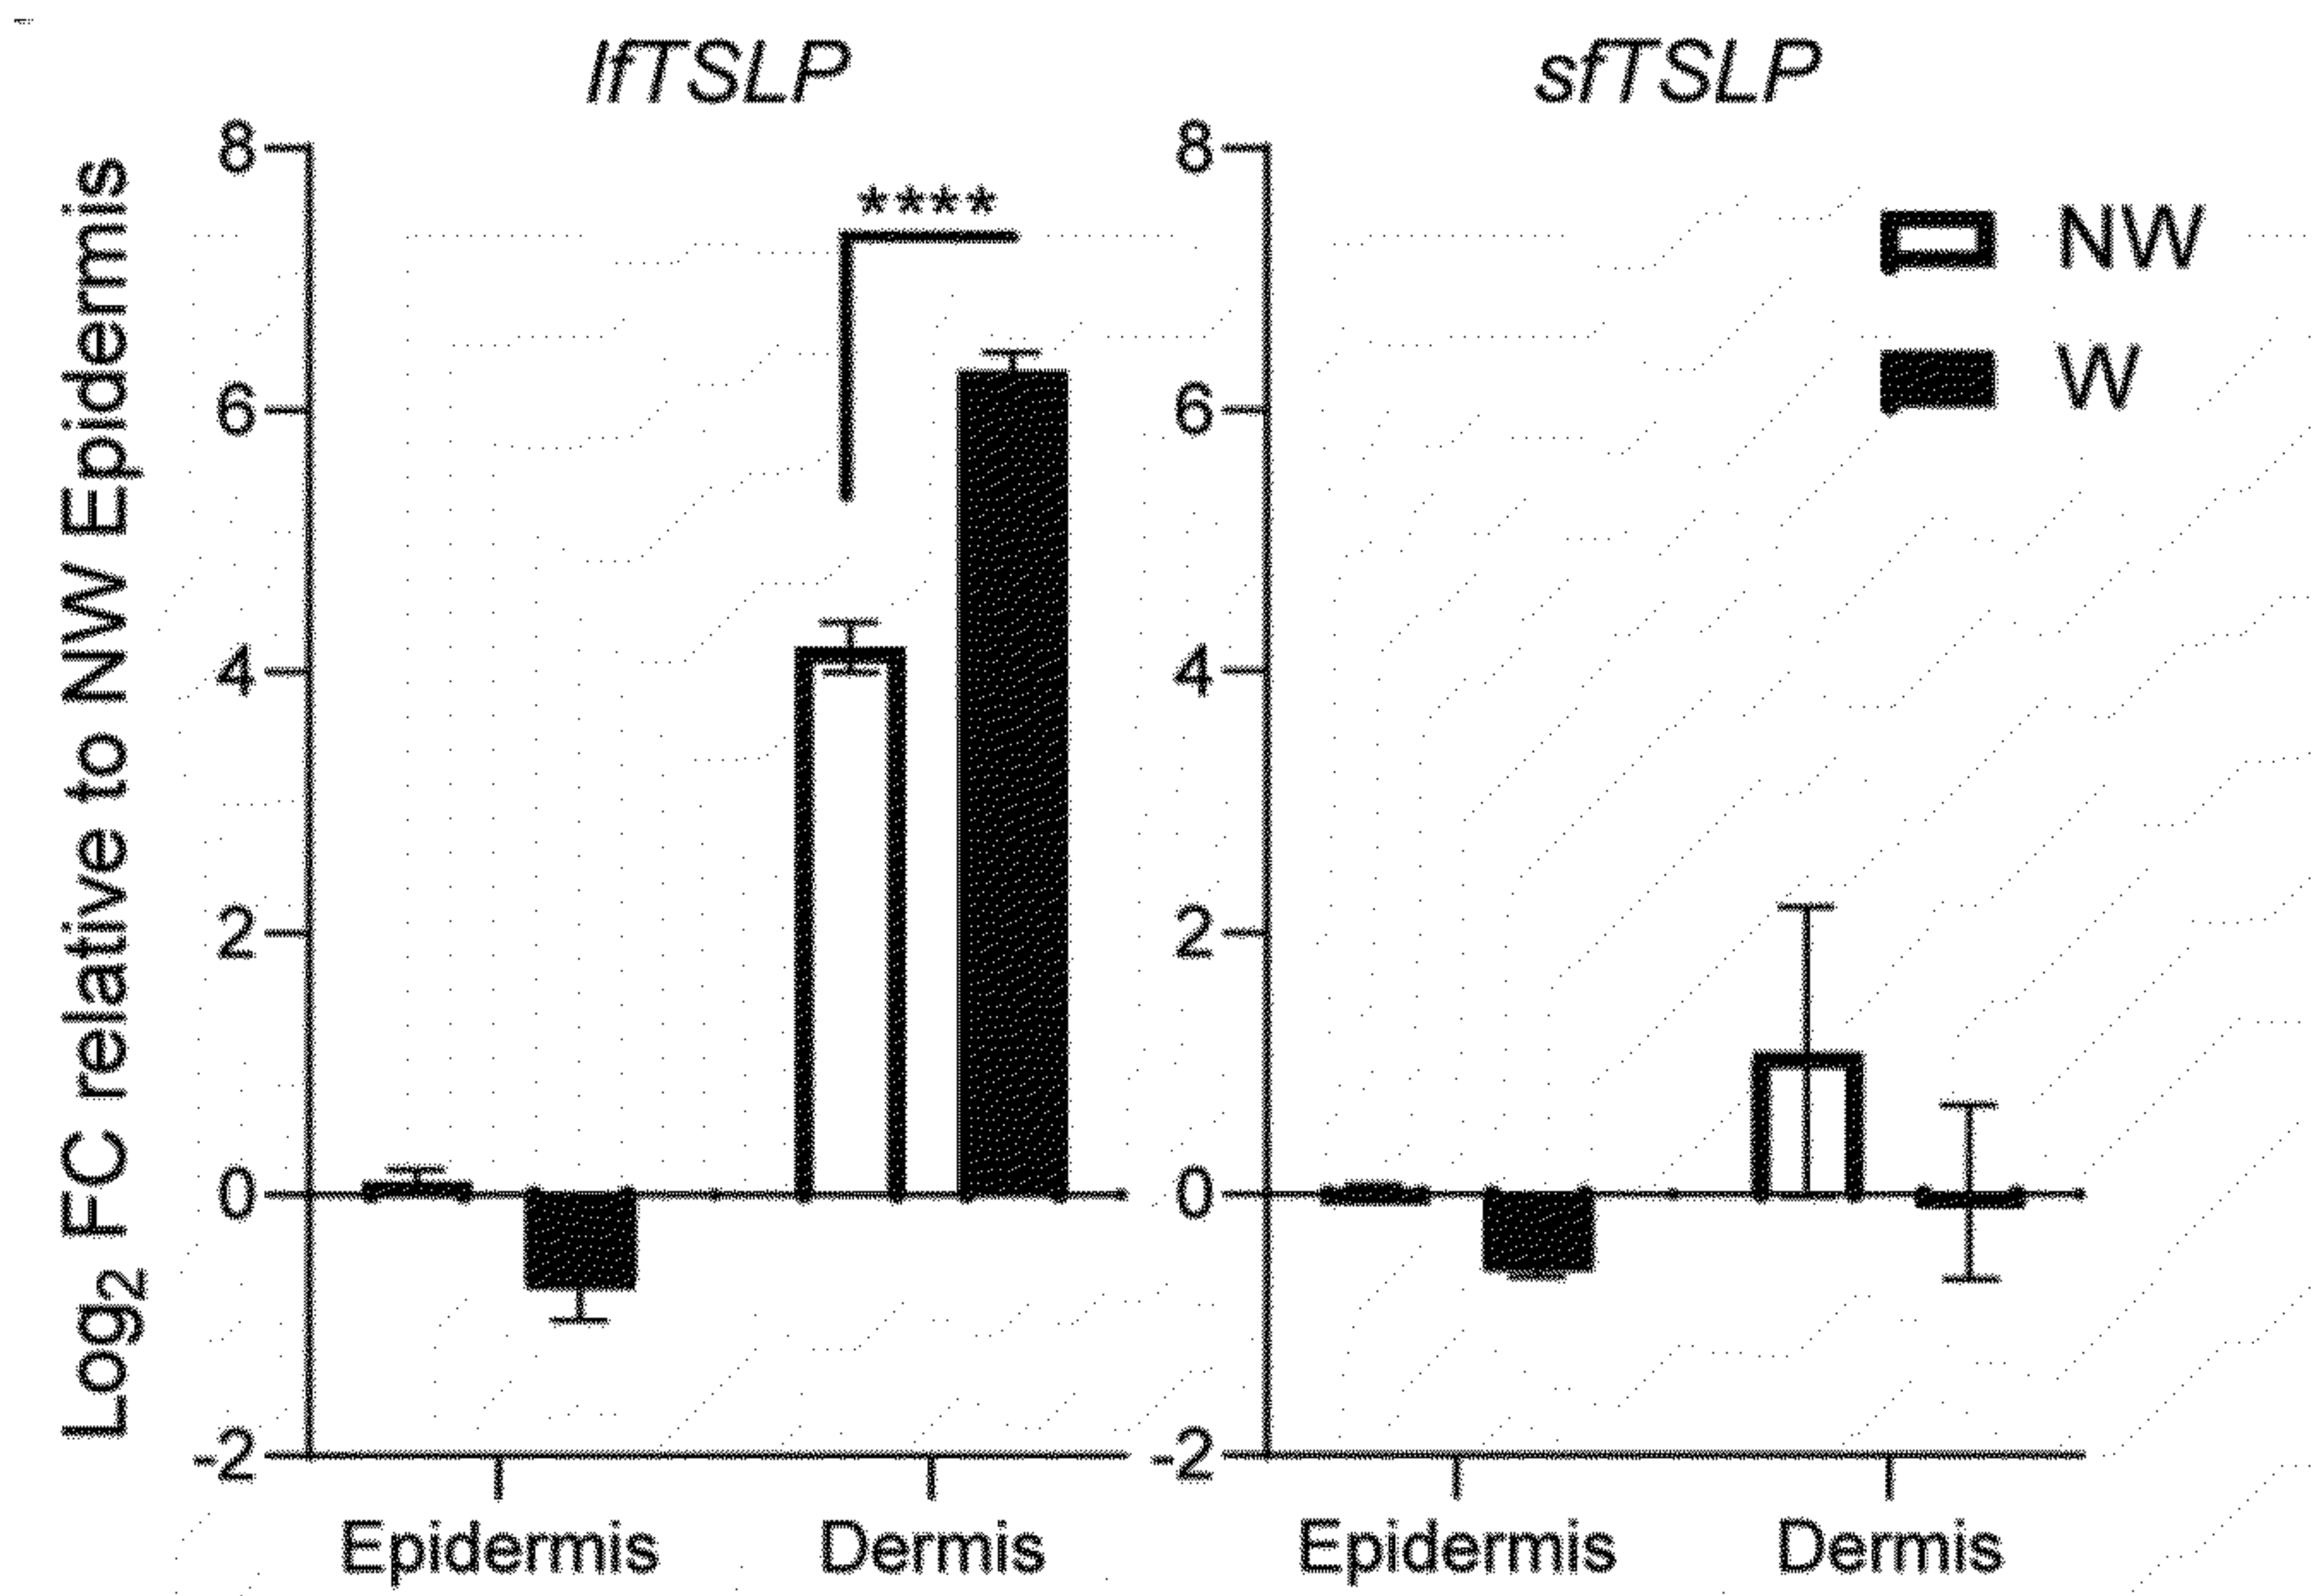 lfTSLP
sfTSLP
Log2 FC relative to NW Epidermis
8
6
4
2
0
-2
****
Epidermis
Dermis
8
6
4
2
0
-2
NW
W
Epidermis
Dermis